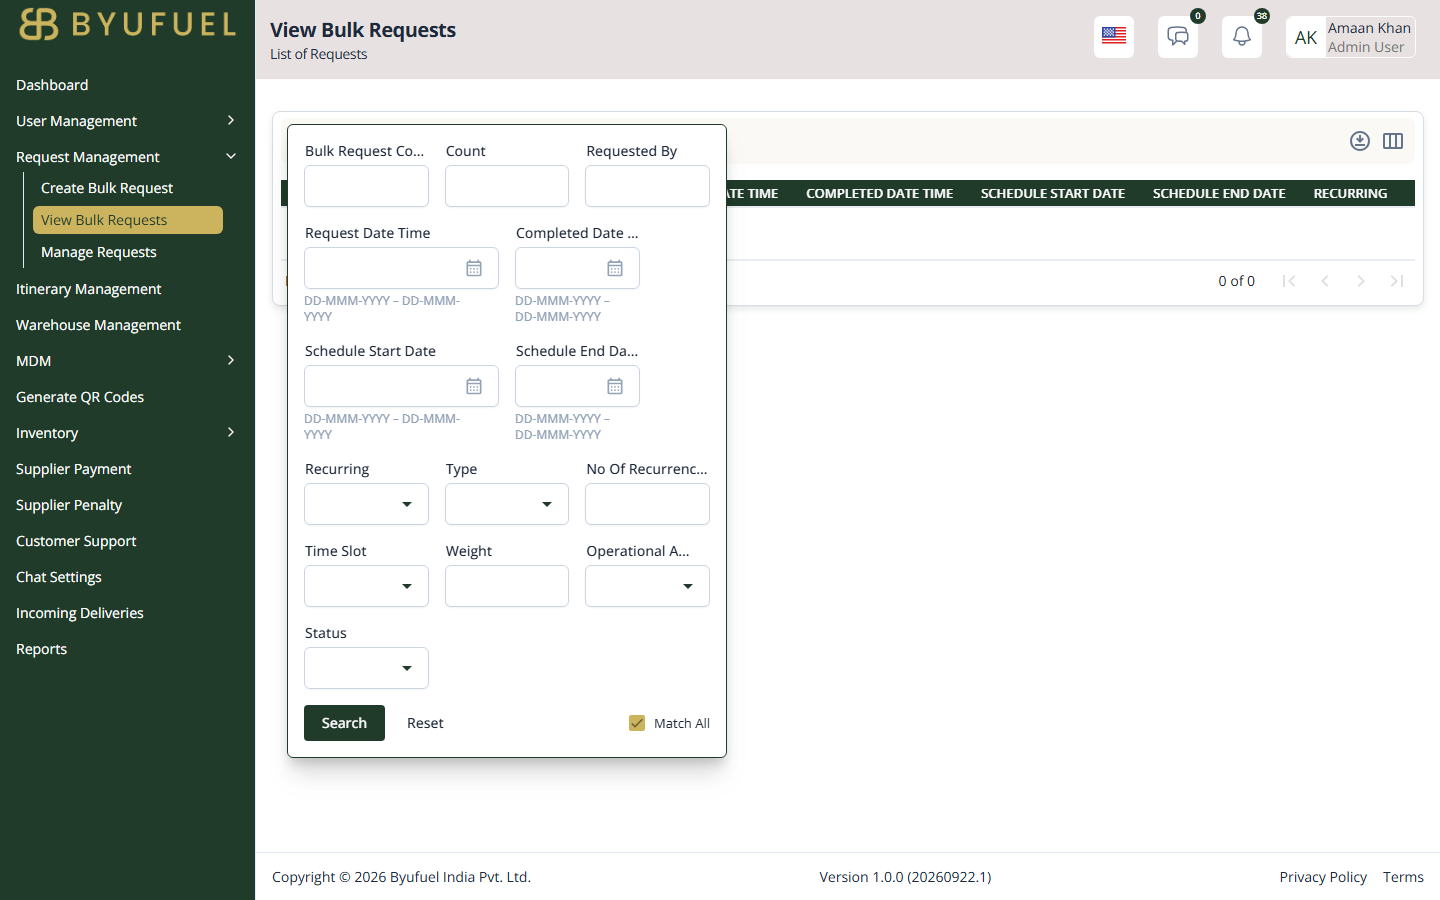 BYUFUEL
Dashboard
User Management
Request Management
Create Bulk Request
View Bulk Requests
Manage Requests
Itinerary Management
Warehouse Management
MDM
Generate QR Codes
Inventory
Supplier Payment
Supplier Penalty
Customer Support
Chat Settings
Incoming Deliveries
Reports
View Bulk Requests
List of Requests
0
38
AK
Amaan Khan
Admin User
Bulk Request Co...
Count
Requested By
Request Date Time
Completed Date ...
DD-MMM-YYYY – DD-MMM-
YYYY
DD-MMM-YYYY –
DD-MMM-YYYY
Schedule Start Date
Schedule End Da...
DD-MMM-YYYY – DD-MMM-
YYYY
DD-MMM-YYYY –
DD-MMM-YYYY
Recurring
Type
No Of Recurrenc...
Time Slot
Weight
Operational A...
Status
Search
Reset
Match All
TIME
COMPLETED DATE TIME
SCHEDULE START DATE
SCHEDULE END DATE
RECURRING
0 of 0
Copyright © 2026 Byufuel India Pvt. Ltd.
Version 1.0.0 (20260922.1)
Privacy Policy
Terms